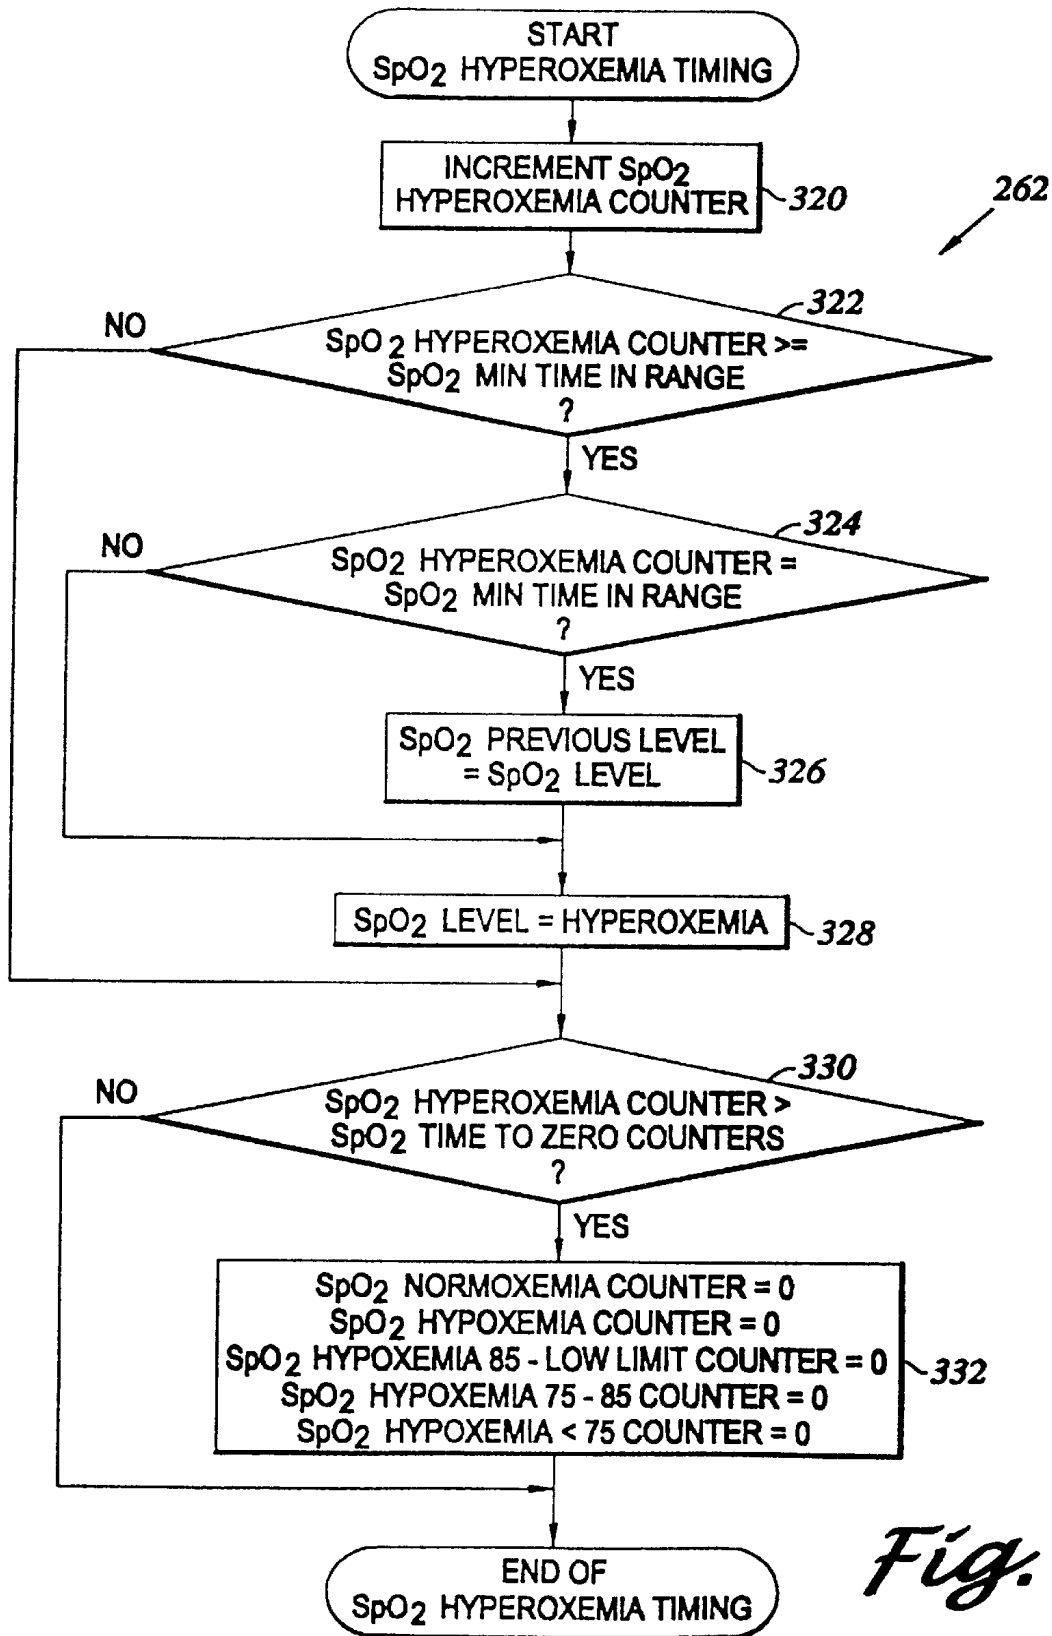 START
SpO2 HYPEROXEMIA TIMING
INCREMENT SpO2
HYPEROXEMIA COUNTER
320
262
322
NO
SpO2 HYPEROXEMIA COUNTER >=
SpO2 MIN TIME IN RANGE
?
YES
324
NO
SpO2 HYPEROXEMIA COUNTER =
SpO2 MIN TIME IN RANGE
?
YES
SpO2 PREVIOUS LEVEL
= SpO2 LEVEL
326
SpO2 LEVEL = HYPEROXEMIA
328
330
NO
SpO2 HYPEROXEMIA COUNTER >
SpO2 TIME TO ZERO COUNTERS
?
YES
SpO2 NORMOXEMIA COUNTER = 0
SpO2 HYPOXEMIA COUNTER = 0
SpO2 HYPOXEMIA 85 - LOW LIMIT COUNTER = 0
SpO2 HYPOXEMIA 75 - 85 COUNTER = 0
SpO2 HYPOXEMIA < 75 COUNTER = 0
332
END OF
SpO2 HYPEROXEMIA TIMING
Fig.